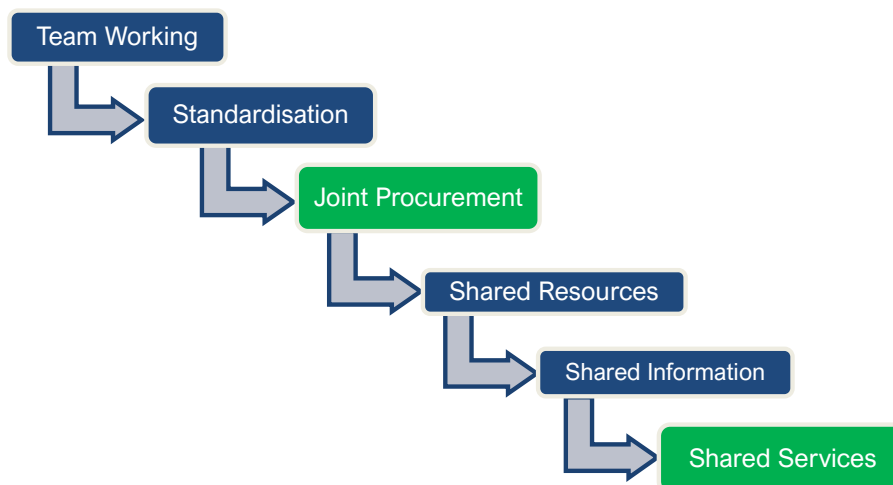 Team Working
Standardisation
Joint Procurement
Shared Resources
Shared Information
Shared Services